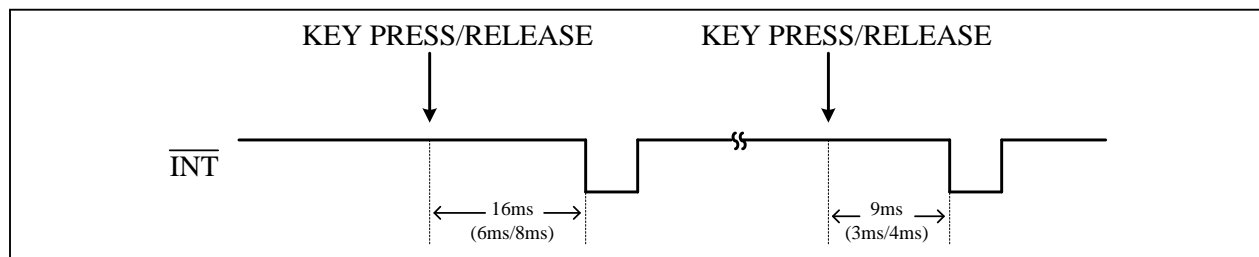 KEY PRESS/RELEASE
KEY PRESS/RELEASE
INT
16ms
(6ms/8ms)
9ms
(3ms/4ms)